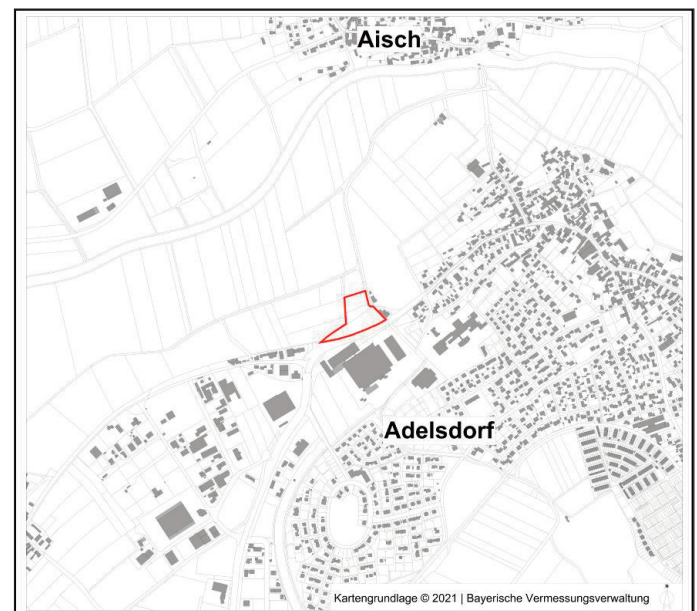 Aisch
Adelsdorf
Kartengrundlage © 2021 | Bayerische Vermessungsverwaltung